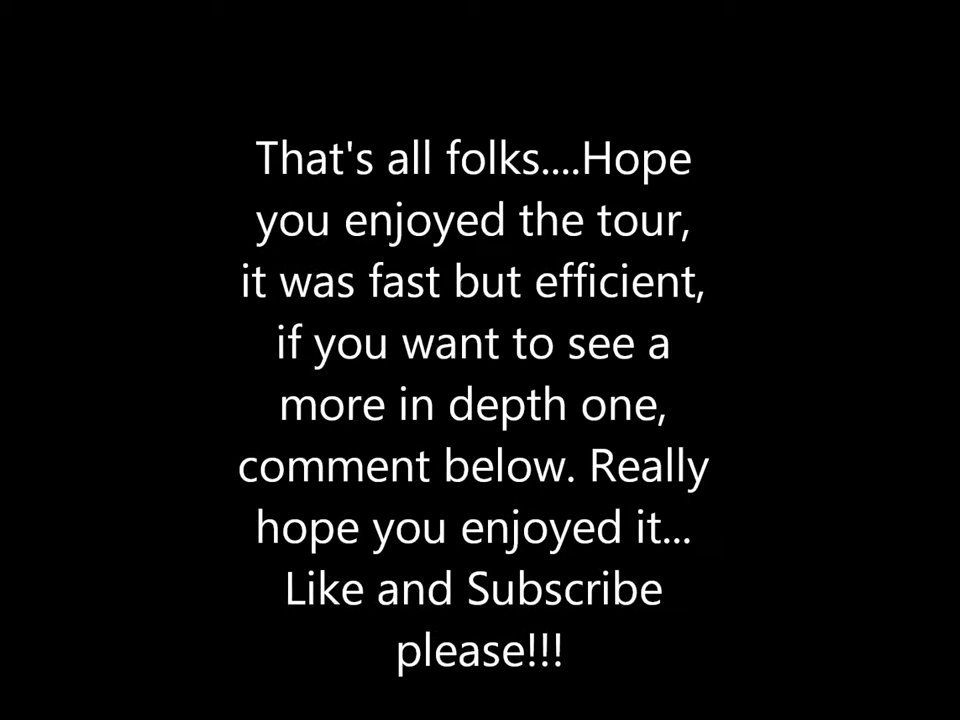 That's all folks....Hope
you enjoyed the tour,
it was fast but efficient,
if you want to see a
more in depth one,
comment below. Really
hope you enjoyed it...
Like and Subscribe
please!!!